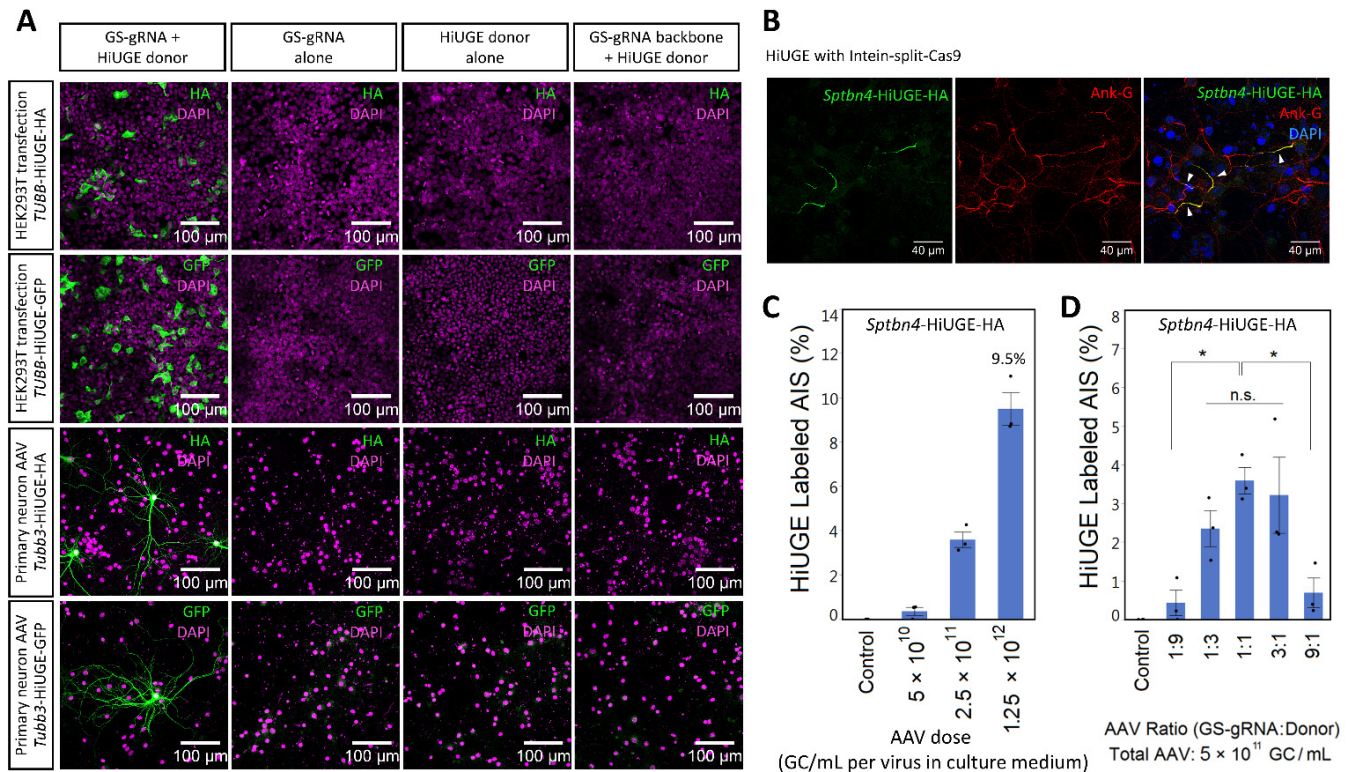 A
GS-gRNA +
HiUGE donor
GS-gRNA
alone
HiUGE donor
alone
GS-gRNA backbone
+ HiUGE donor
HEK293T transfection
TUBB-HiUGE-HA
HA
DAPI
100 µm
HA
DAPI
100 µm
HA
DAPI
100 µm
HA
DAPI
100 µm
HEK293T transfection
TUBB-HiUGE-GFP
GFP
DAPI
100 µm
GFP
DAPI
100 µm
GFP
DAPI
100 µm
GFP
DAPI
100 µm
Primary neuron AAV
Tubb3-HiUGE-HA
HA
DAPI
100 µm
HA
DAPI
100 µm
HA
DAPI
100 µm
HA
DAPI
100 µm
Primary neuron AAV
Tubb3-HiUGE-GFP
GFP
DAPI
100 µm
GFP
DAPI
100 µm
GFP
DAPI
100 µm
GFP
DAPI
100 µm
B
HiUGE with Intein-split-Cas9
Sptbn4-HiUGE-HA
40 µm
Ank-G
40 µm
Sptbn4-HiUGE-HA
Ank-G
DAPI
40 µm
C
Sptbn4-HiUGE-HA
HiUGE Labeled AIS (%)
14
12
10
8
6
4
2
0
9.5%
Control
5 × 10¹⁰
2.5 × 10¹¹
1.25 × 10¹²
AAV dose
(GC/mL per virus in culture medium)
D
Sptbn4-HiUGE-HA
HiUGE Labeled AIS (%)
8
7
6
5
4
3
2
1
0
*
*
n.s.
Control
1:9
1:3
1:1
3:1
9:1
AAV Ratio (GS-gRNA:Donor)
Total AAV: 5 × 10¹¹ GC / mL